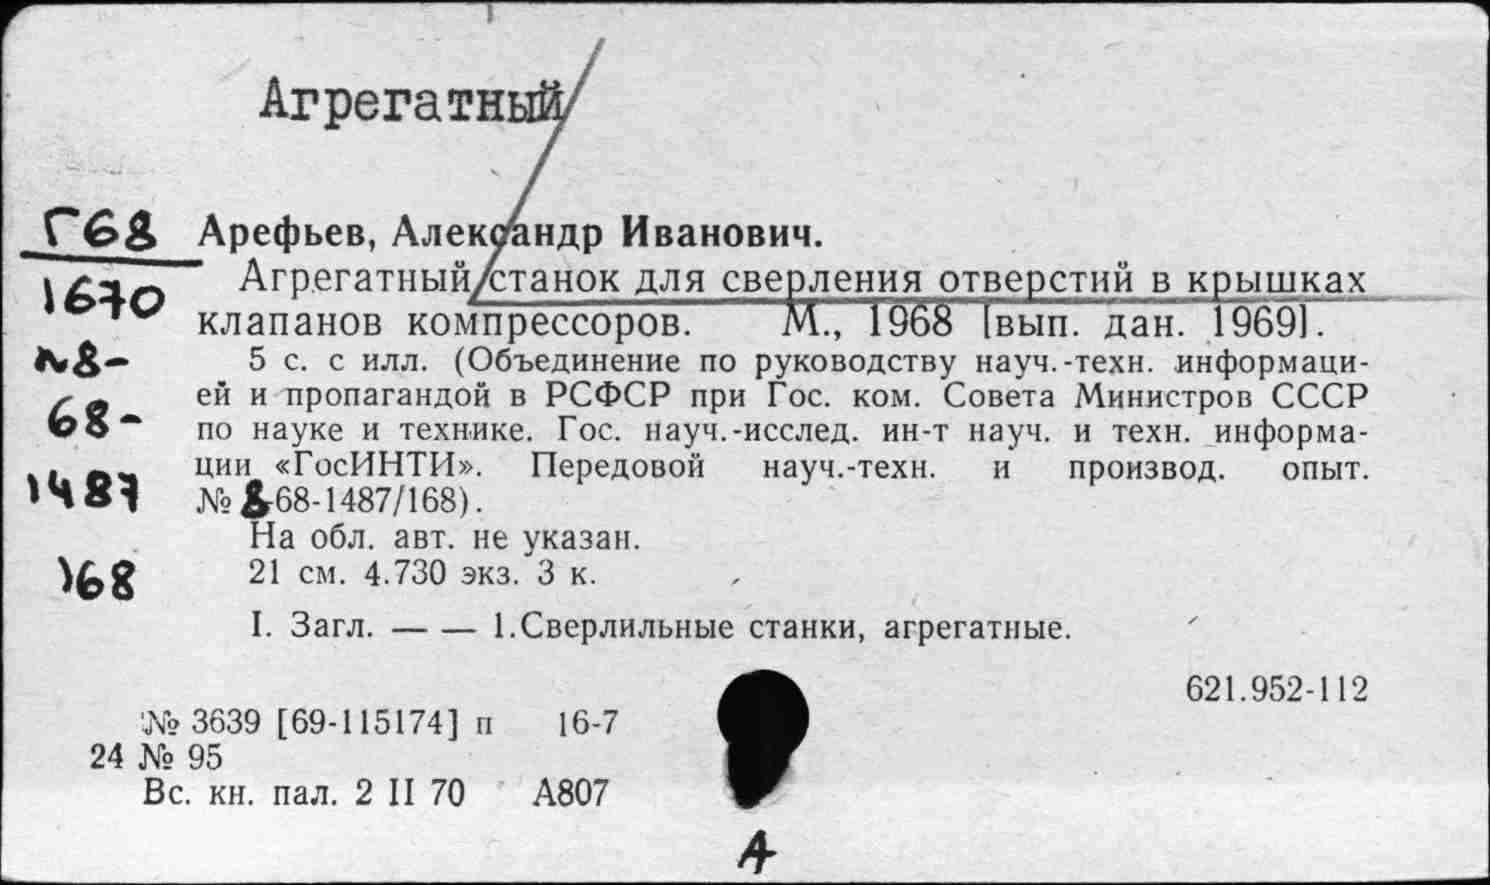 Агрегатный/
Г68
1670
№8-
68-
1487
168
Арефьев, Александр Иванович.
Агрегатный/станок для сверления отверстий в крышках
клапанов компрессоров. М., 1968 [вып. дан. 1969].
5 с. с илл. (Объединение по руководству науч.-техн. информаци-
ей и пропагандой в РСФСР при Гос. ком. Совета Министров СССР
по науке и технике. Гос. науч.-исслед. ин-т науч. и техн. информа-
ции «ГосИНТИ». Передовой науч.-техн. и производ. опыт.
№ 8-68-1487/168).
На обл. авт. не указан.
21 см. 4.730 экз. 3 к.
I. Загл. — — 1.Сверлильные станки, агрегатные.
621.952-112
№ 3639 [69-115174] п 16-7
24 № 95
Вс. кн. пал. 2 II 70 А807
А